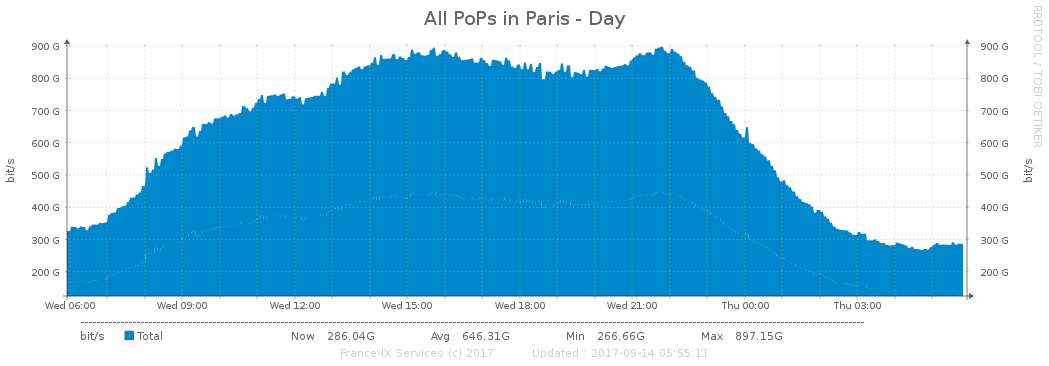 All PoPs in Paris - Day
RRDTOOL / TOBI OETIKER
900 G 900 G
800 G 800 G
700 G 700 G
600 G 600 G
500 G 500 G
400 G 400 G
300 G 300 G
200 G 200 G
bit/s bit/s
Wed 06:00 Wed 09:00 Wed 12:00 Wed 15:00 Wed 18:00 Wed 21:00 Thu 00:00 Thu 03:00
bit/s Total Now 286.04G Avg 646.31G Min 266.66G Max 897.15G
France-IX Services (c) 2017 Updated : 2017-09-14 05:55:11